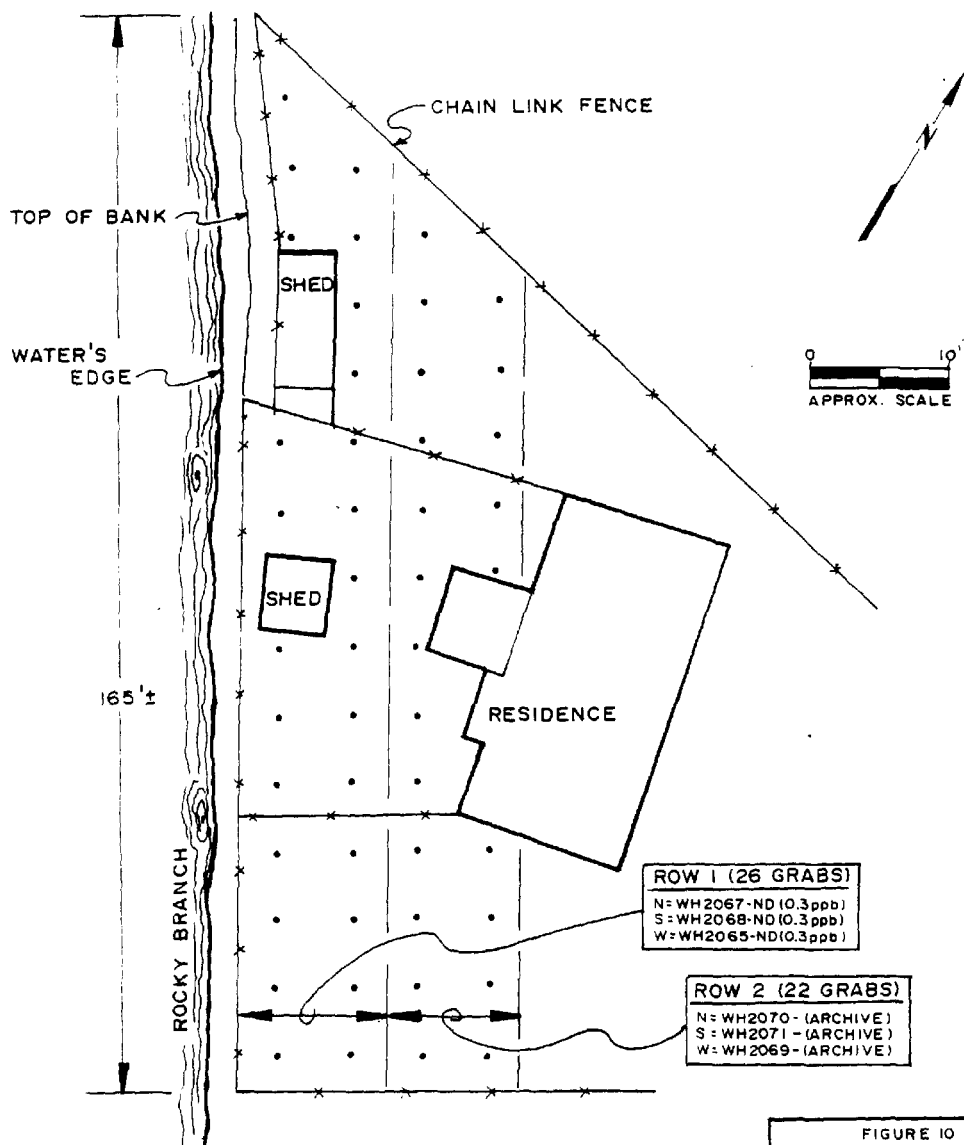 CHAIN LINK FENCE
N
TOP OF BANK
SHED
WATER'S
EDGE
0 10'
APPROX. SCALE
SHED
165'±
RESIDENCE
ROCKY BRANCH
ROW 1 (26 GRABS)
N=WH2067-ND(0.3ppb)
S=WH2068-ND(0.3ppb)
W=WH2065-ND(0.3ppb)
ROW 2 (22 GRABS)
N=WH2070-(ARCHIVE)
S=WH2071-(ARCHIVE)
W=WH2069-(ARCHIVE)
FIGURE 10